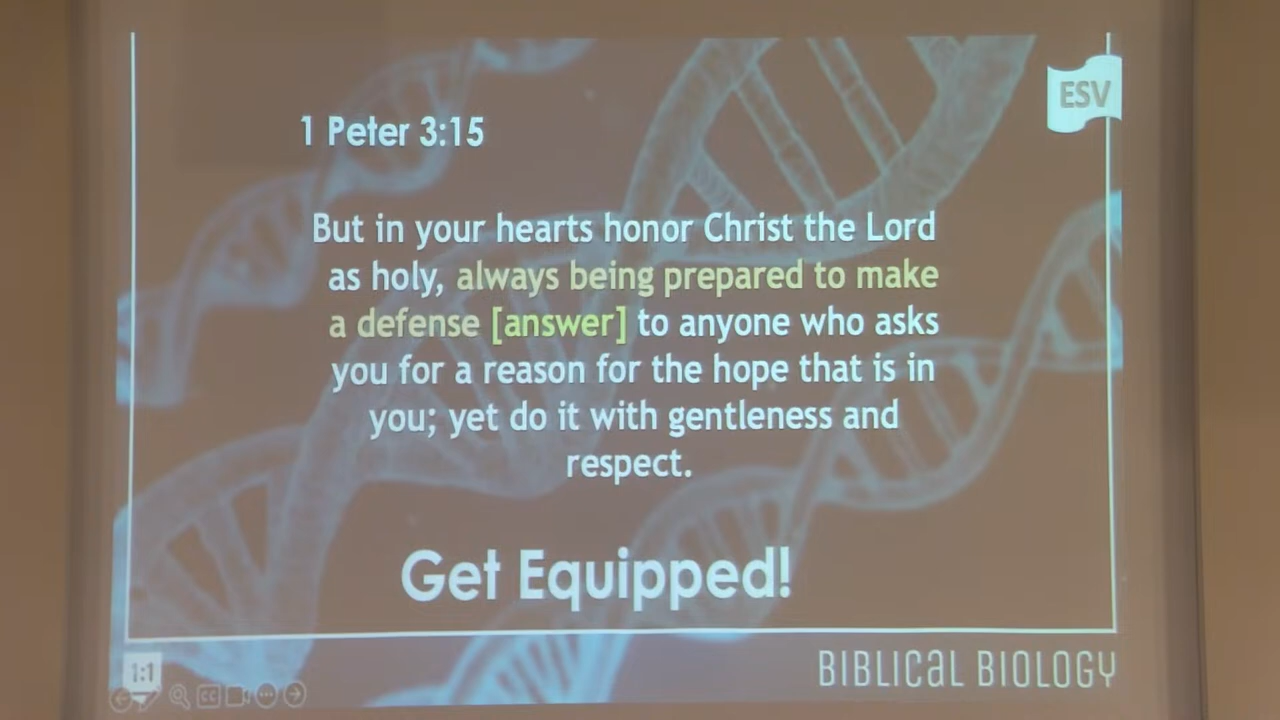 ESV
1 Peter 3:15
But in your hearts honor Christ the Lord
as holy, always being prepared to make
a defense [answer] to anyone who asks
you for a reason for the hope that is in
you; yet do it with gentleness and
respect.
Get Equipped!
BIBLICaL BIOLOGY
1:1
CC